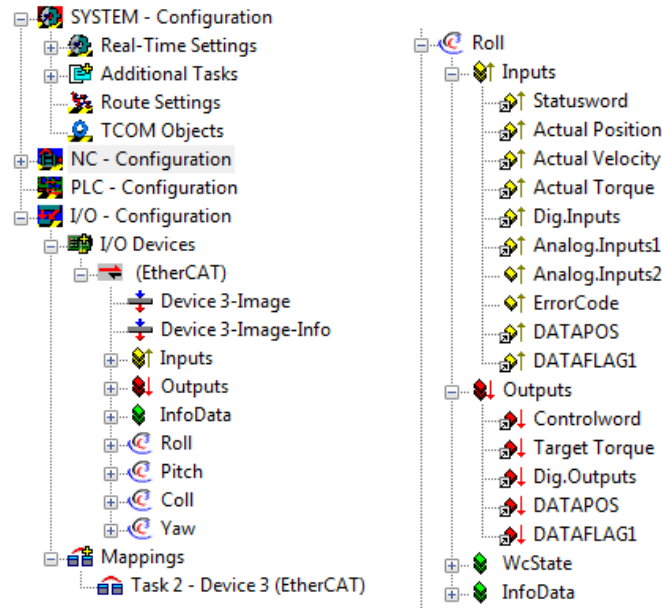 SYSTEM - Configuration
Real-Time Settings
Additional Tasks
Route Settings
TCOM Objects
NC - Configuration
PLC - Configuration
I/O - Configuration
I/O Devices
(EtherCAT)
Device 3-Image
Device 3-Image-Info
Inputs
Outputs
InfoData
Roll
Pitch
Coll
Yaw
Mappings
Task 2 - Device 3 (EtherCAT)
Roll
Inputs
Statusword
Actual Position
Actual Velocity
Actual Torque
Dig.Inputs
Analog.Inputs1
Analog.Inputs2
ErrorCode
DATAPOS
DATAFLAG1
Outputs
Controlword
Target Torque
Dig.Outputs
DATAPOS
DATAFLAG1
WcState
InfoData